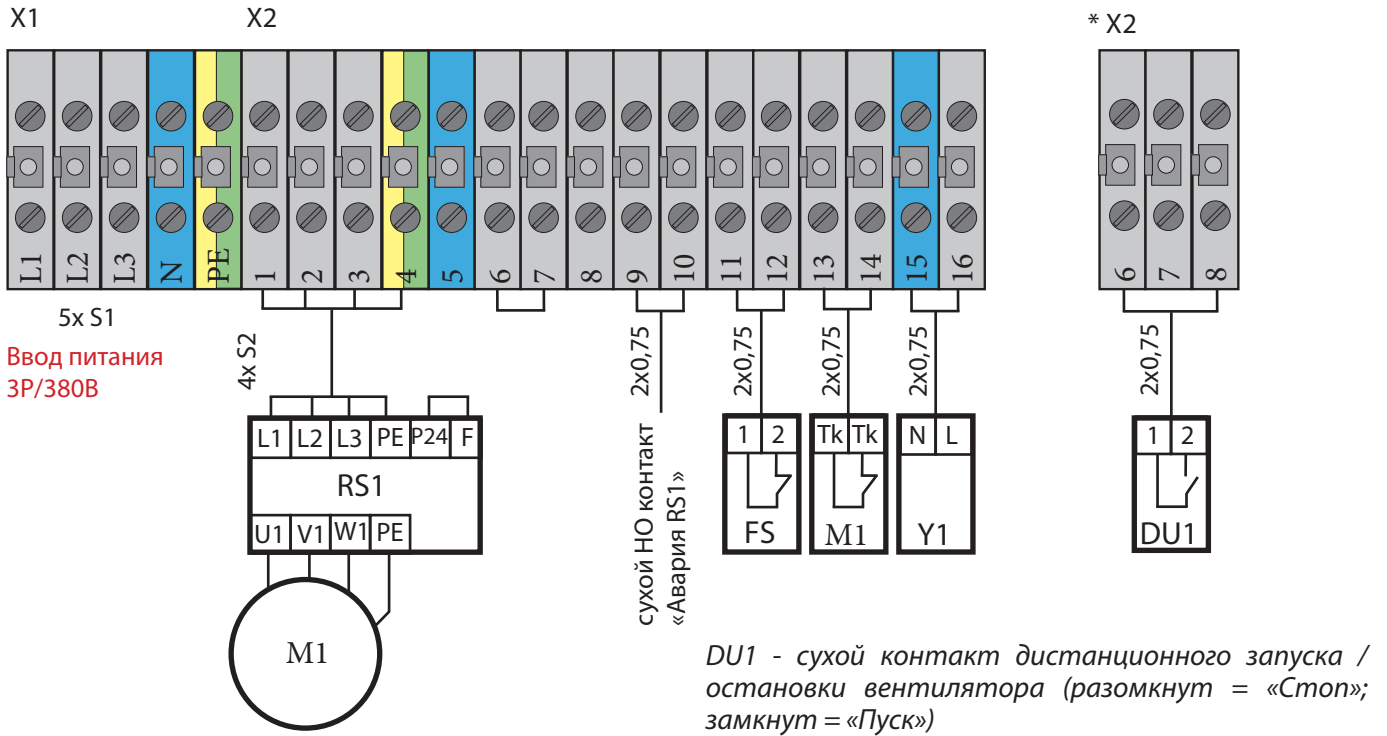 X1
X2
* X2
L1 L2 L3 N PE 1 2 3 4 5 6 7 8 9 10 11 12 13 14 15 16
6 7 8
5x S1
Ввод питания
3Р/380В
4x S2
2x0,75
2x0,75
2x0,75
2x0,75
2x0,75
L1 L2 L3 PE P24 F
RS1
U1 V1 W1 PE
M1
сухой НО контакт
«Авария RS1»
1 2
FS
Tk Tk
M1
N L
Y1
1 2
DU1
DU1 - сухой контакт дистанционного запуска /
остановки вентилятора (разомкнут = «Стоп»;
замкнут = «Пуск»)